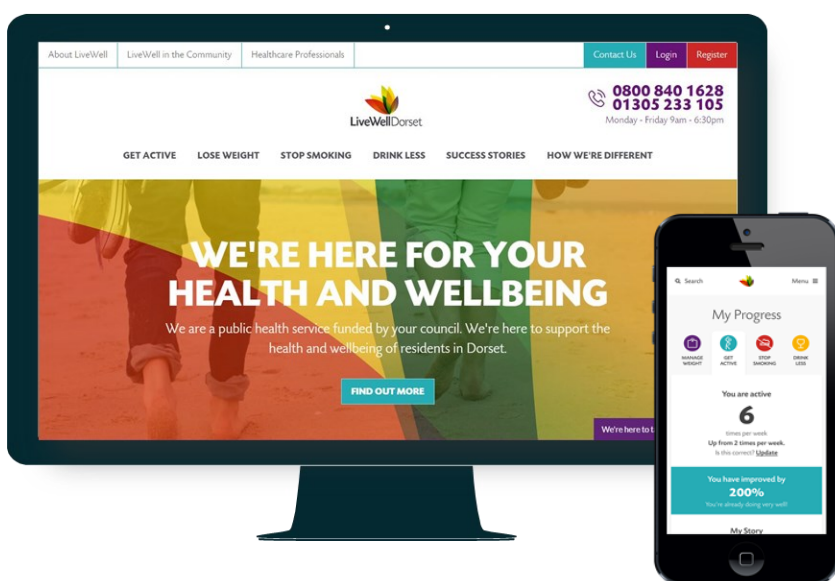 About LiveWell LiveWell in the Community Healthcare Professionals Contact Us Login Register
0800 840 1628
01305 233 105
Monday - Friday 9am - 6:30pm
LiveWellDorset
GET ACTIVE LOSE WEIGHT STOP SMOKING DRINK LESS SUCCESS STORIES HOW WE'RE DIFFERENT
WE'RE HERE FOR YOUR
HEALTH AND WELLBEING
We are a public health service funded by your council. We're here to support the
health and wellbeing of residents in Dorset.
FIND OUT MORE
We're here to
Search Menu
My Progress
MANAGE WEIGHT
GET ACTIVE
STOP SMOKING
DRINK LESS
You are active
6
times per week
Up from 2 times per week.
Is this correct? Update
You have improved by
200%
You're already doing very well!
My Story